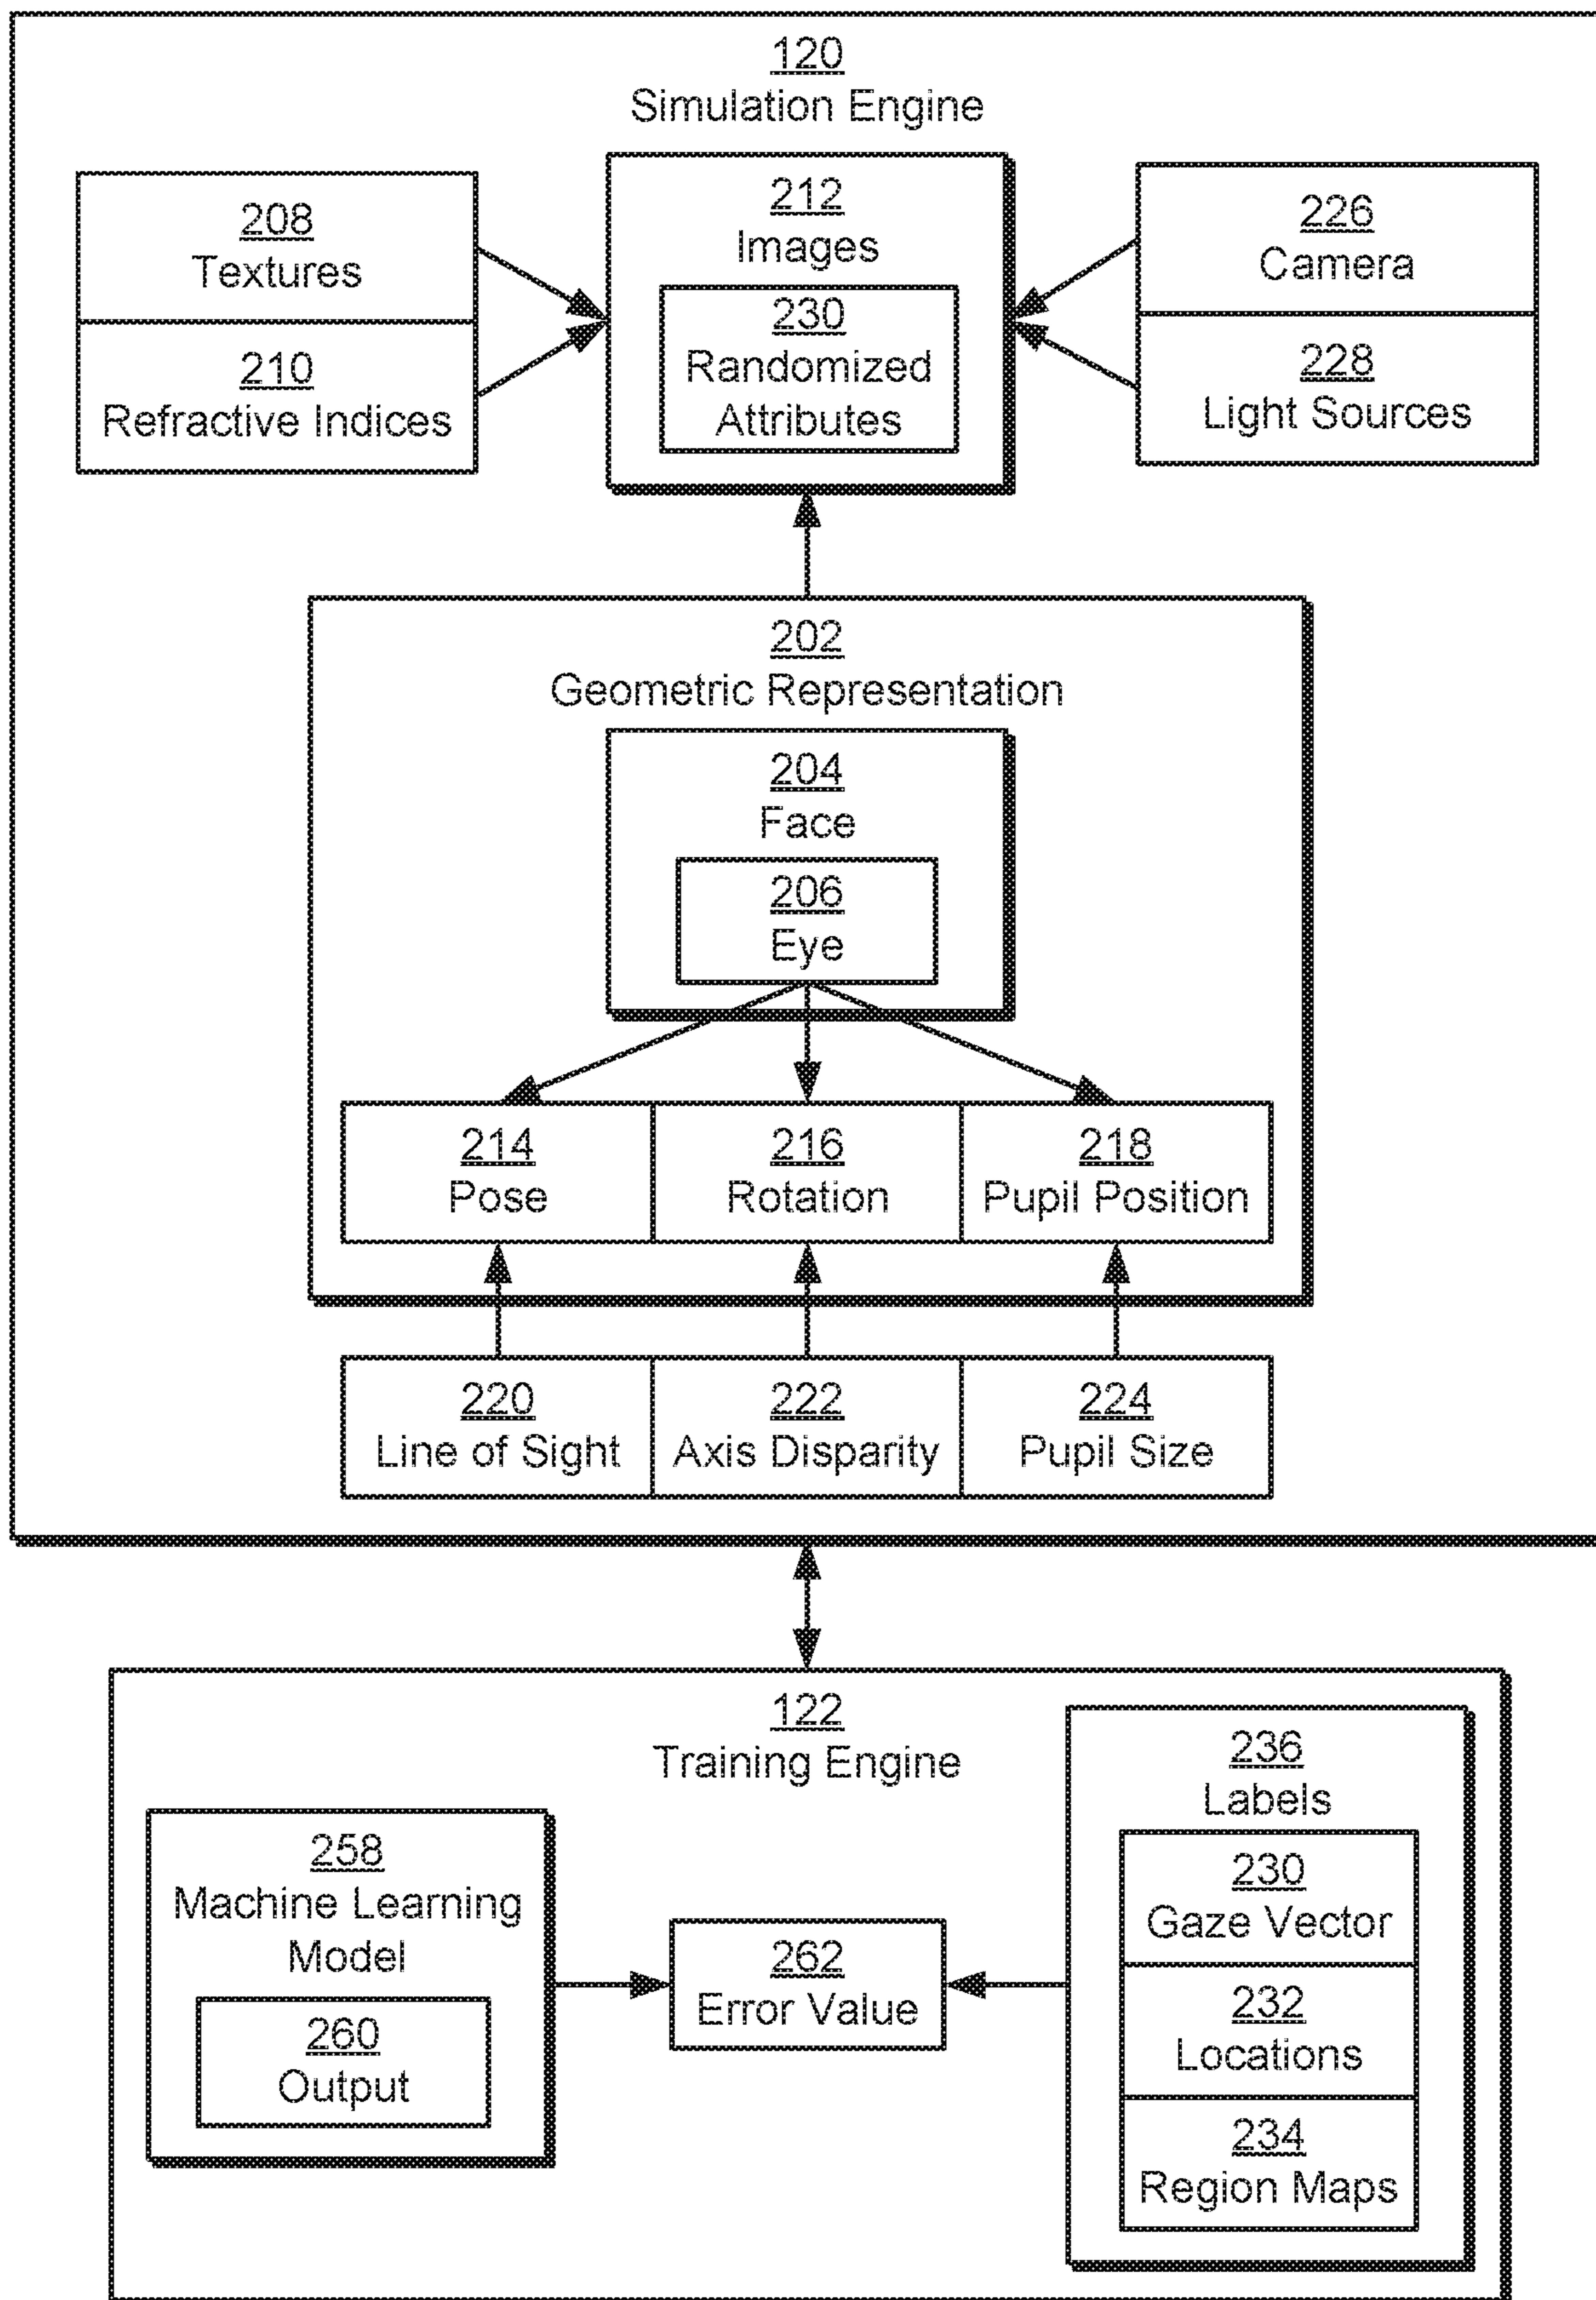 120
Simulation Engine
208
Textures
210
Refractive Indices
212
Images
230
Randomized
Attributes
226
Camera
228
Light Sources
202
Geometric Representation
204
Face
206
Eye
214
Pose
216
Rotation
218
Pupil Position
220
Line of Sight
222
Axis Disparity
224
Pupil Size
122
Training Engine
258
Machine Learning
Model
260
Output
262
Error Value
236
Labels
230
Gaze Vector
232
Locations
234
Region Maps